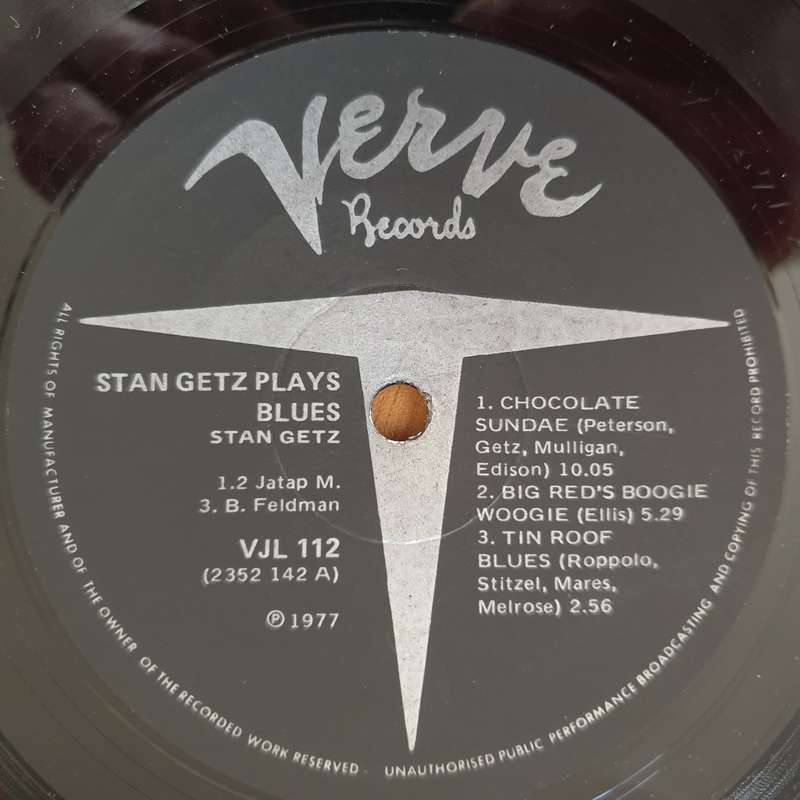 Verve
Records
STAN GETZ PLAYS
BLUES
STAN GETZ
1.2 Jatap M.
3. B. Feldman
VJL 112
(2352 142 A)
℗ 1977
1. CHOCOLATE
SUNDAE (Peterson,
Getz, Mulligan,
Edison) 10.05
2. BIG RED'S BOOGIE
WOOGIE (Ellis) 5.29
3. TIN ROOF
BLUES (Roppolo,
Stitzel, Mares,
Melrose) 2.56
ALL RIGHTS OF MANUFACTURER AND OF THE OWNER OF THE RECORDED WORK RESERVED - UNAUTHORISED PUBLIC PERFORMANCE BROADCASTING AND COPYING OF THIS RECORD PROHIBITED